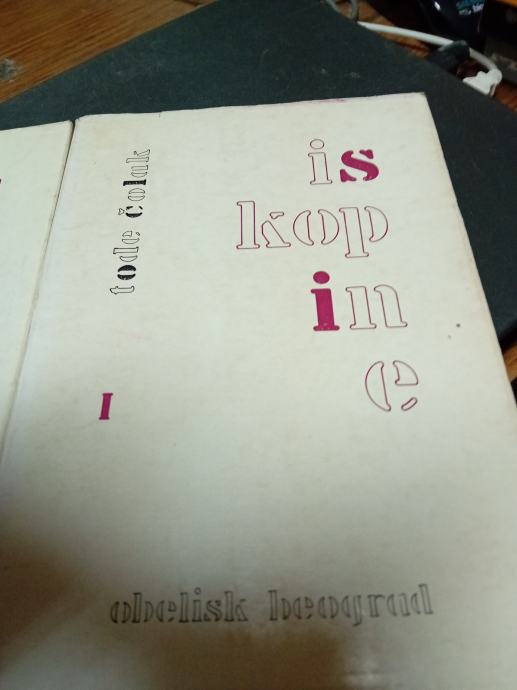 tode čolak
is
kop
in
e
I
obelisk beograd